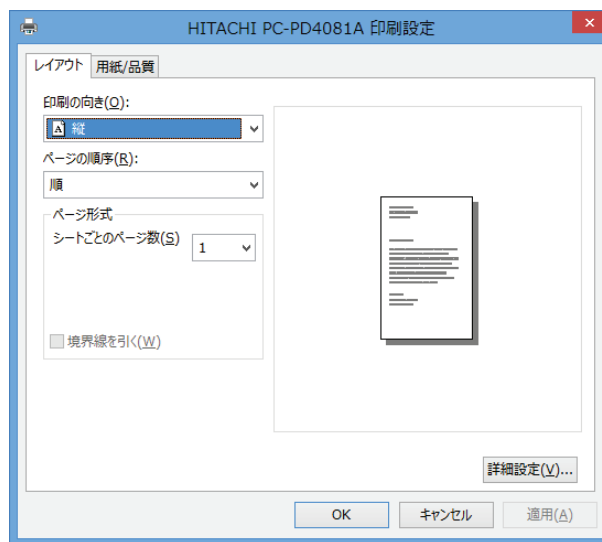 HITACHI PC-PD4081A 印刷設定
レイアウト 用紙/品質
印刷の向き(O):
A 縦
ページの順序(R):
順
ページ形式
シートごとのページ数(S) 1
境界線を引く(W)
詳細設定(V)...
OK キャンセル 適用(A)